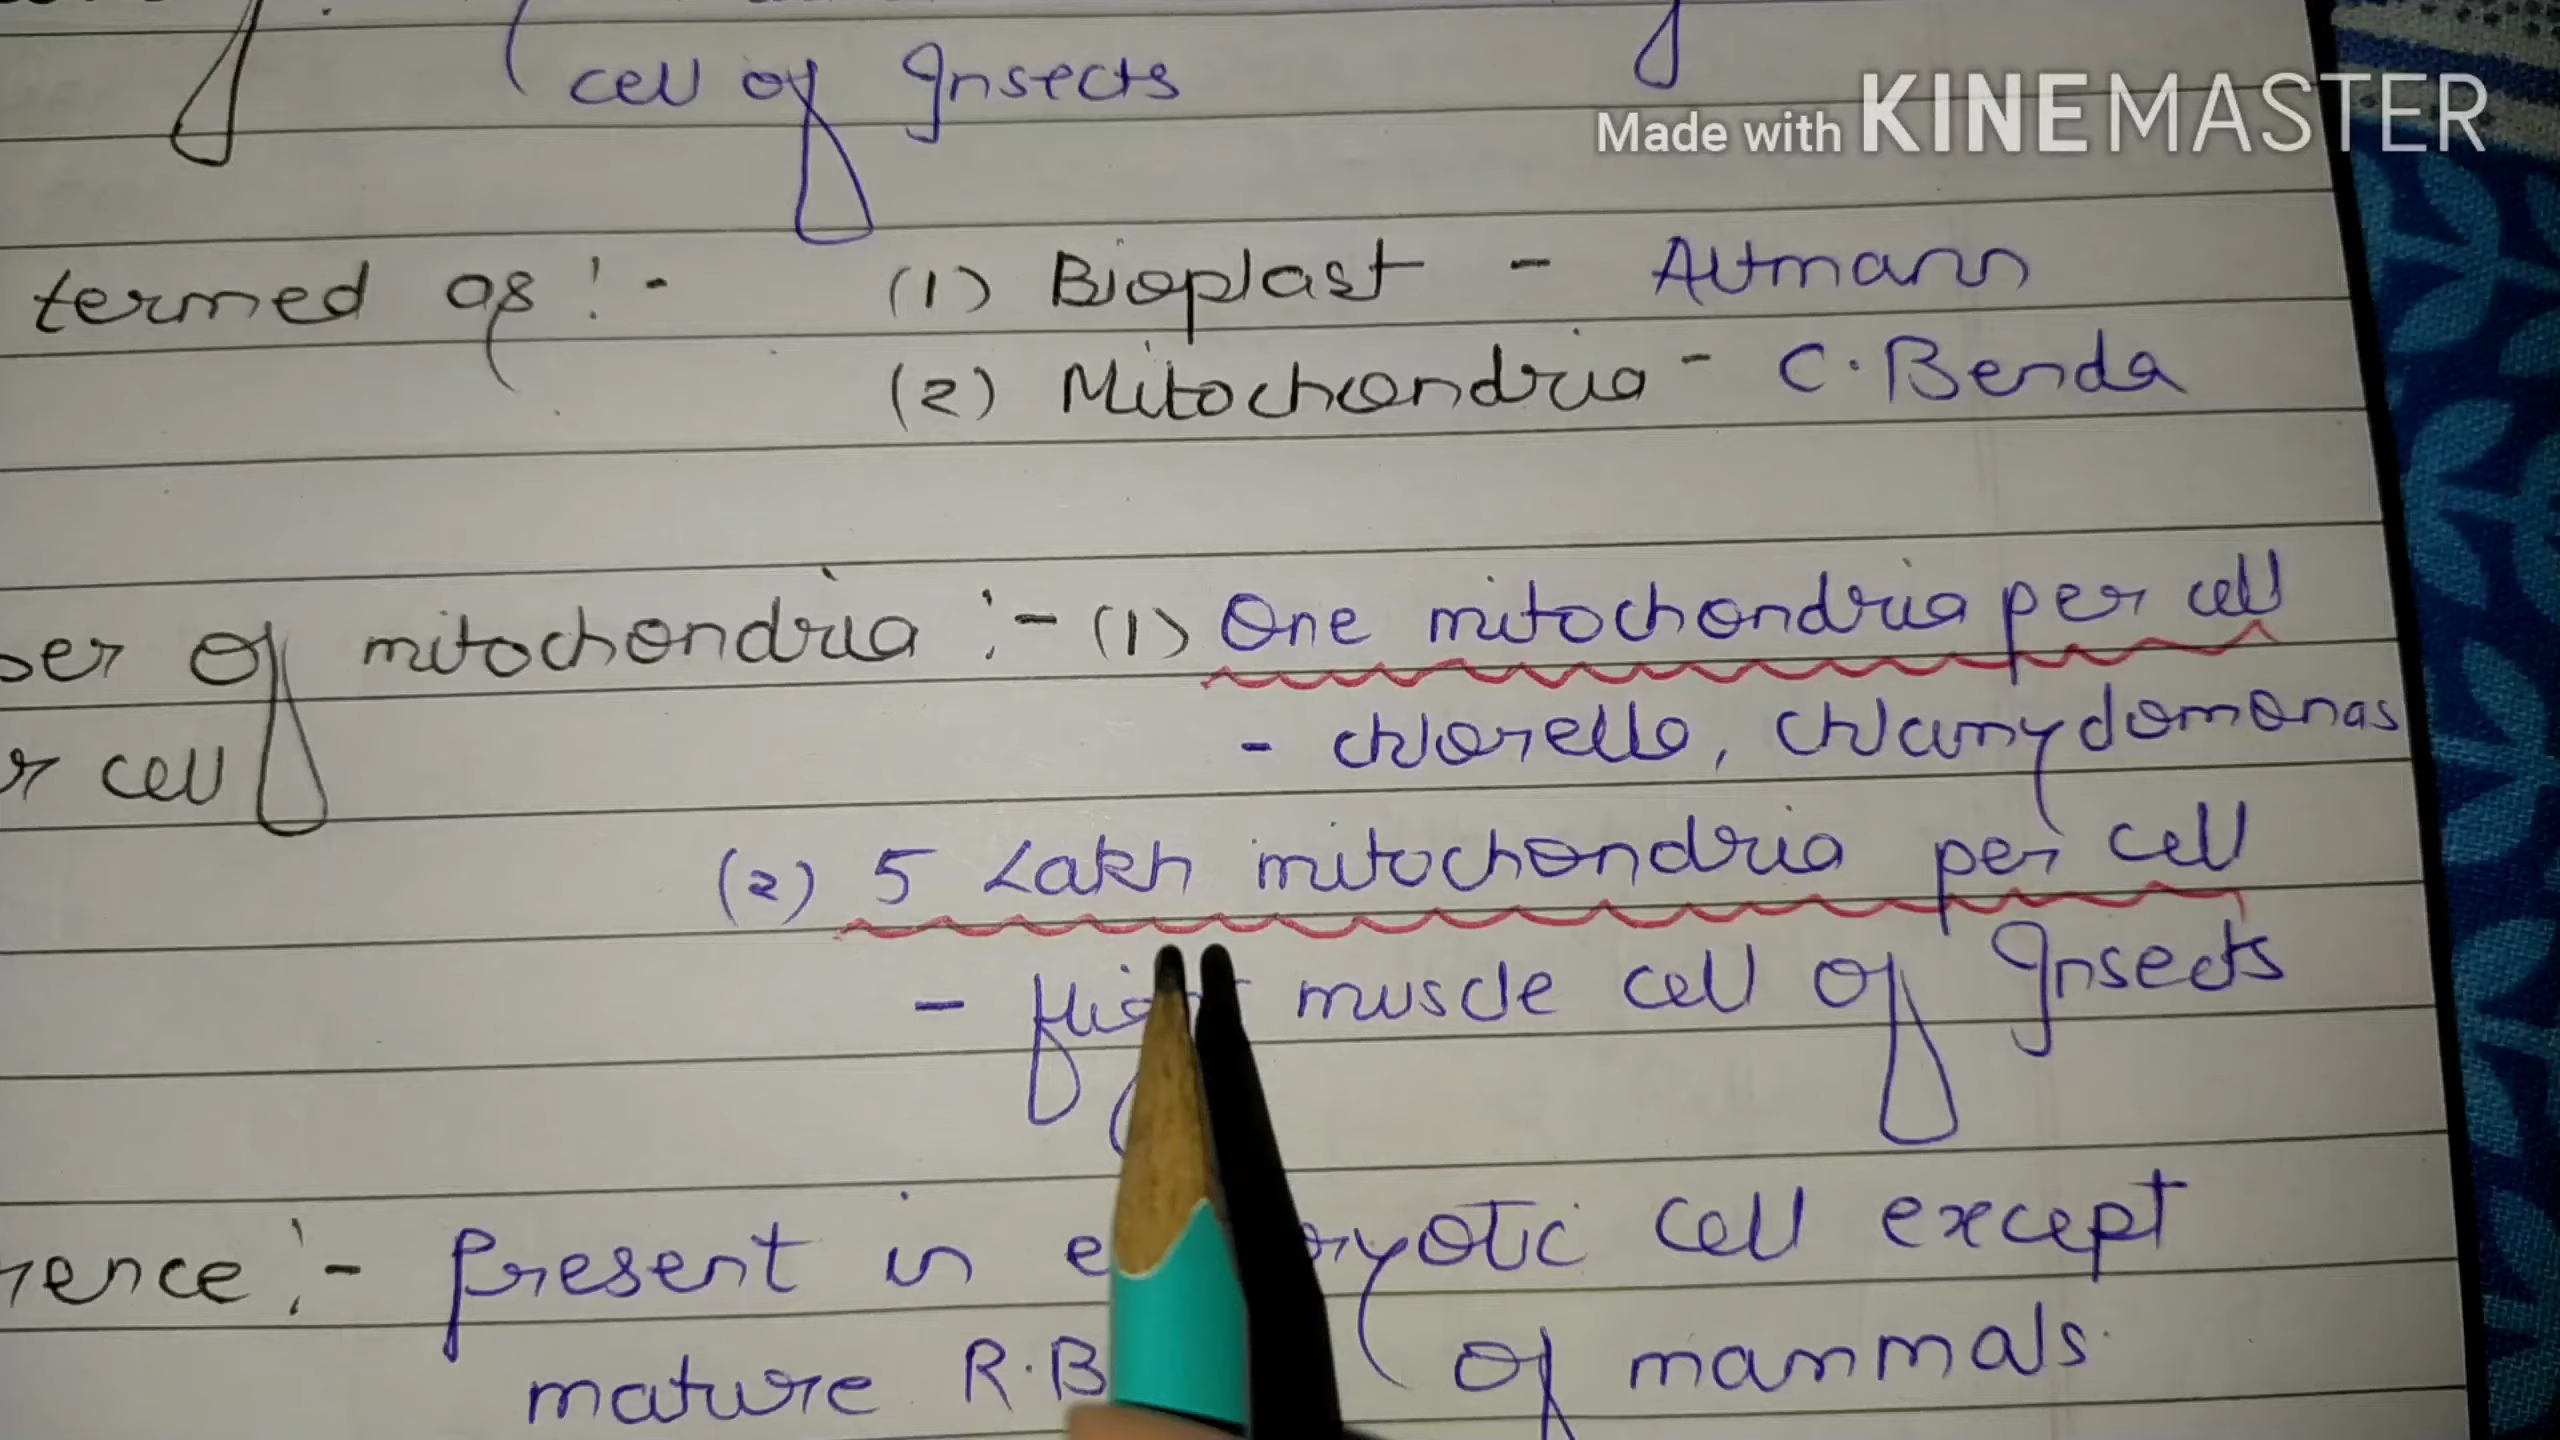 cell of Insects
Made with KINEMASTER
termed as :- (1) Bioplast - Altmann
(2) Mitochondria - C. Benda
of mitochondria :- (1) One mitochondria per cell
cell
- chlorella, chlamydomonas
(2) 5 Lakh mitochondria per cell
- muscle cell of Insects
:- Present in cell except
mature of mammals.